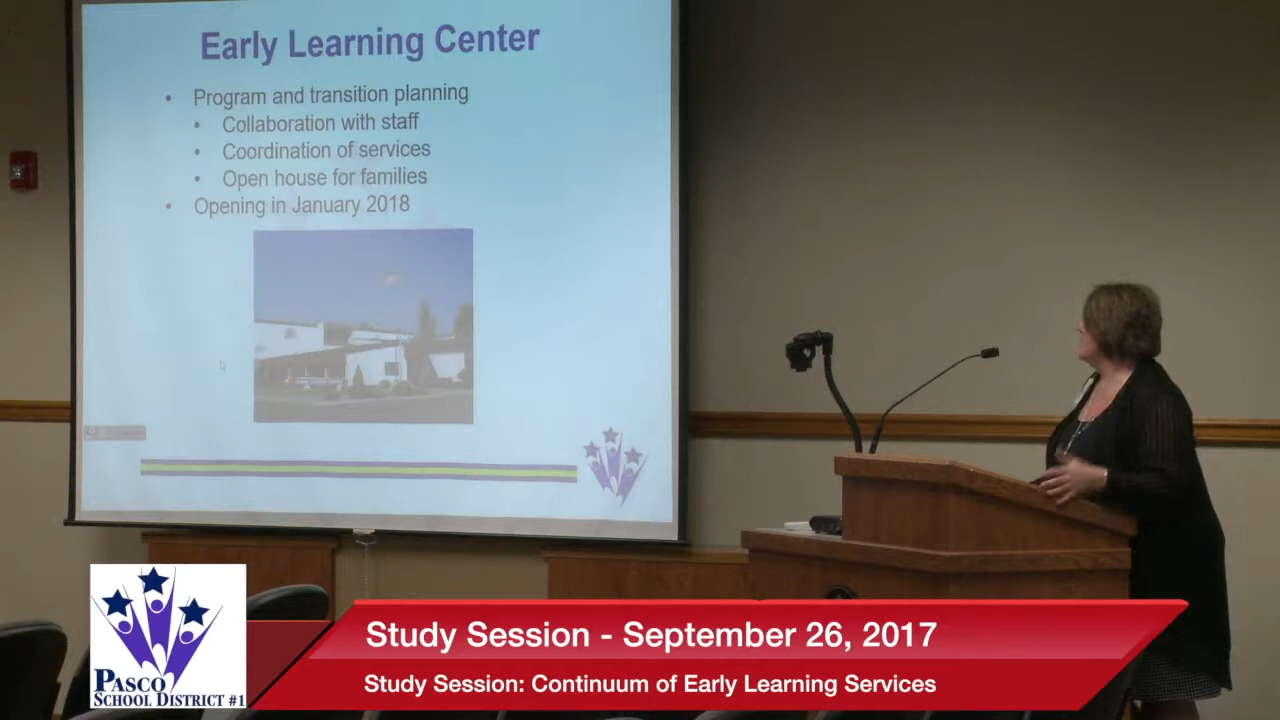 Early Learning Center
• Program and transition planning
• Collaboration with staff
• Coordination of services
• Open house for families
• Opening in January 2018
Study Session - September 26, 2017
Study Session: Continuum of Early Learning Services
PASCO
SCHOOL DISTRICT #1